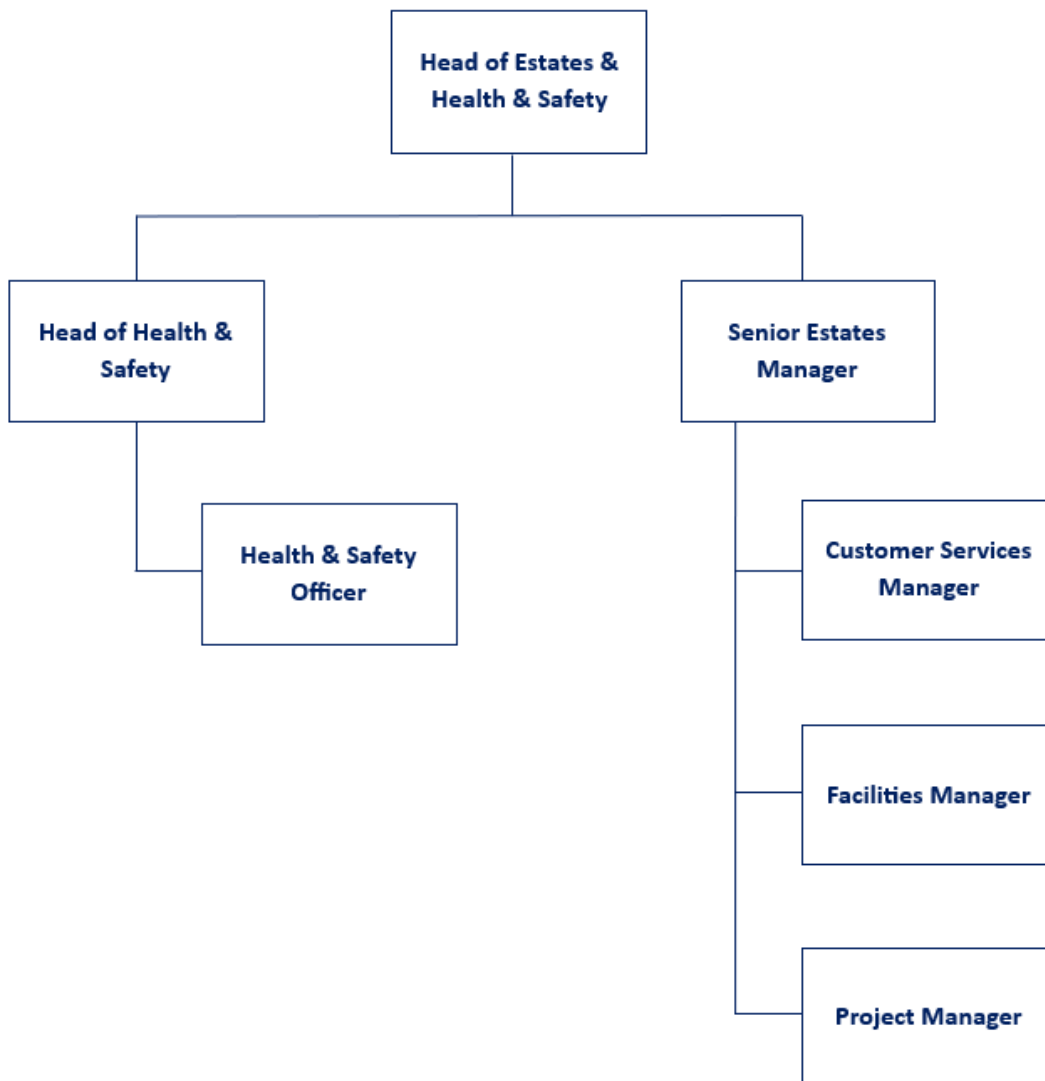 Head of Estates &
Health & Safety
Head of Health &
Safety
Senior Estates
Manager
Health & Safety
Officer
Customer Services
Manager
Facilities Manager
Project Manager